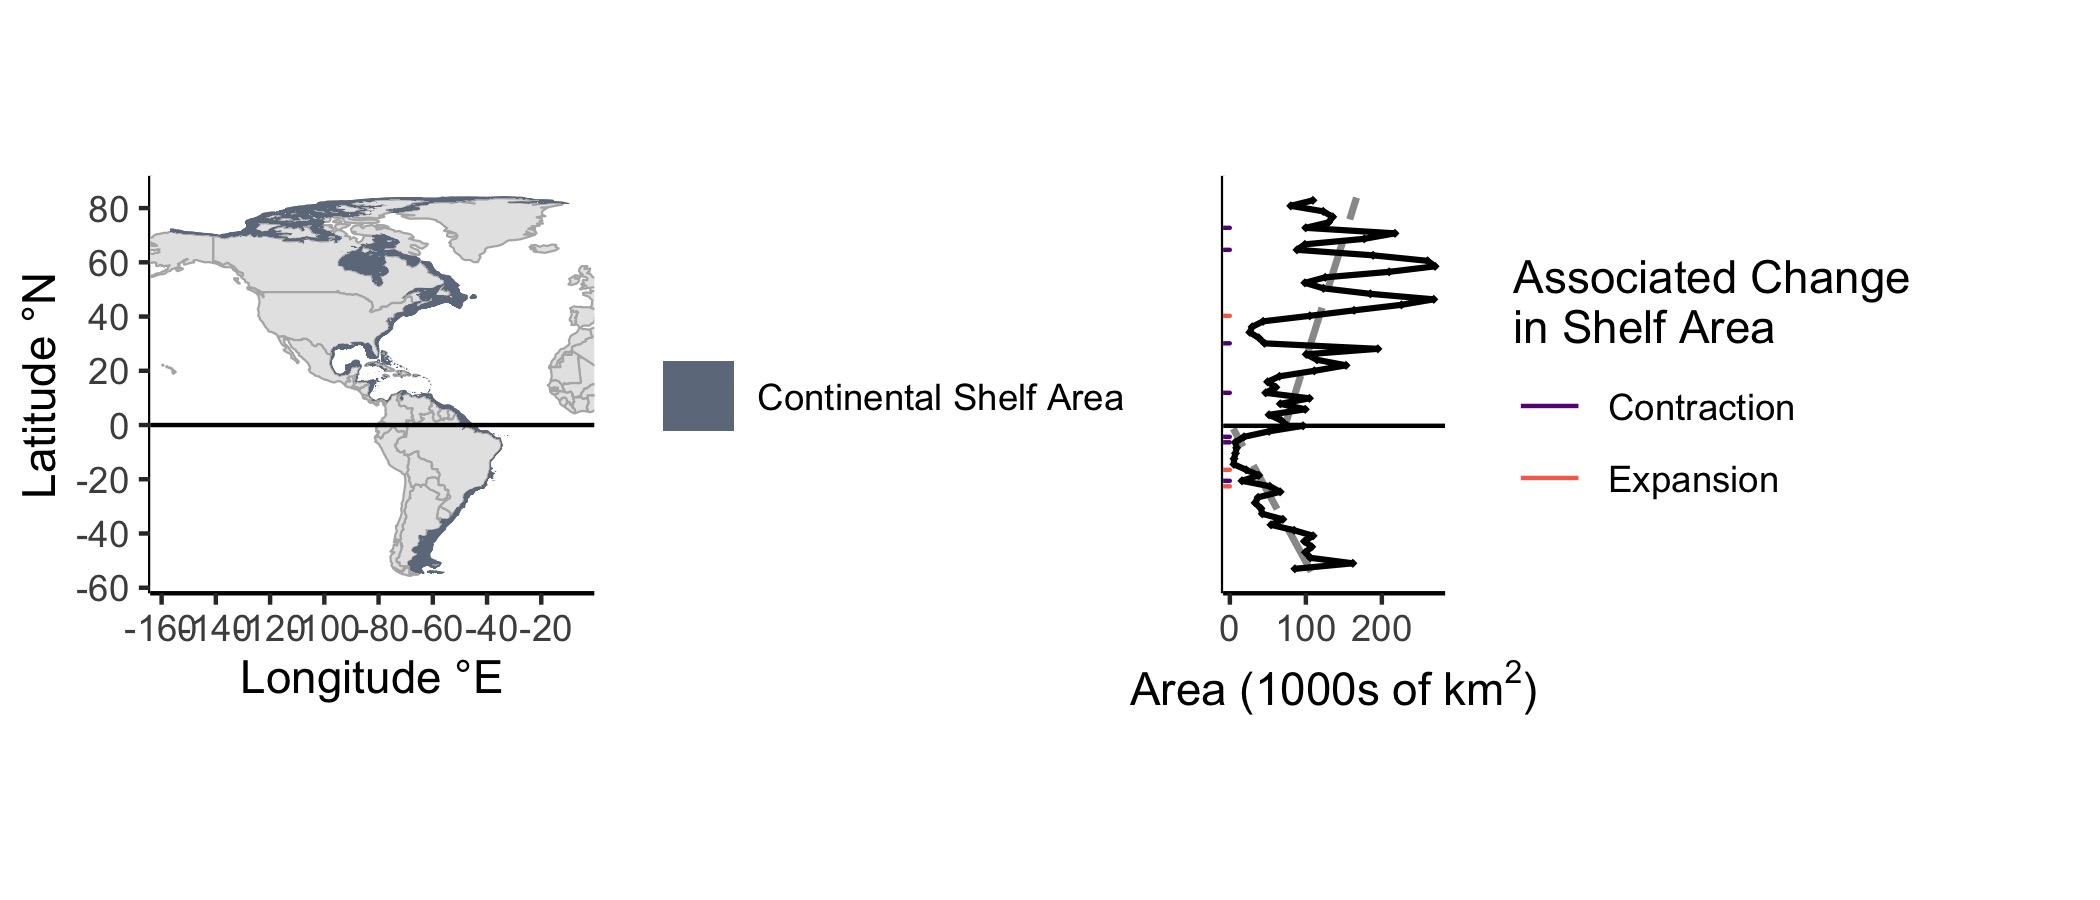 Latitude °N
80
60
40
20
0
-20
-40
-60
-160
-140
-120
-100
-80
-60
-40
-20
Longitude °E
Continental Shelf Area
0
100
200
Area (1000s of km²)
Associated Change
in Shelf Area
Contraction
Expansion